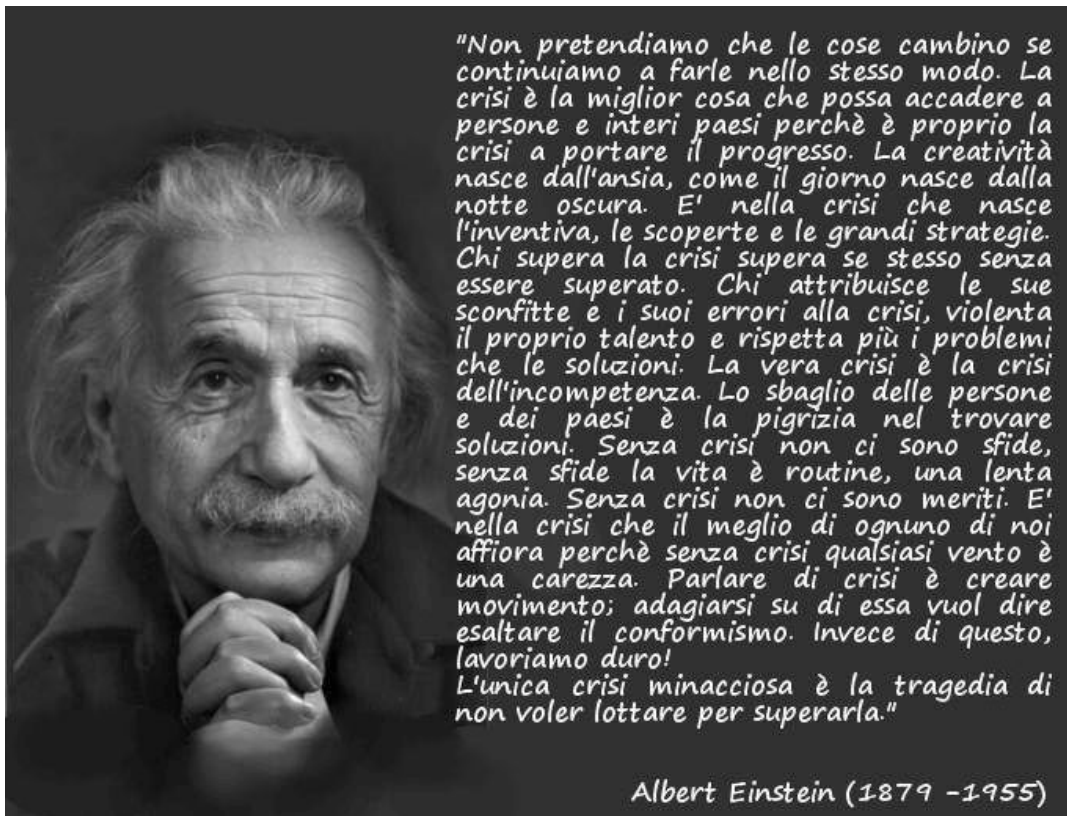 "Non pretendiamo che le cose cambino se
continuiamo a farle nello stesso modo. La
crisi è la miglior cosa che possa accadere a
persone e interi paesi perchè è proprio la
crisi a portare il progresso. La creatività
nasce dall'ansia, come il giorno nasce dalla
notte oscura. E' nella crisi che nasce
l'inventiva, le scoperte e le grandi strategie.
Chi supera la crisi supera se stesso senza
essere superato. Chi attribuisce le sue
sconfitte e i suoi errori alla crisi, violenta
il proprio talento e rispetta più i problemi
che le soluzioni. La vera crisi è la crisi
dell'incompetenza. Lo sbaglio delle persone
e dei paesi è la pigrizia nel trovare
soluzioni. Senza crisi non ci sono sfide,
senza sfide la vita è routine, una lenta
agonia. Senza crisi non ci sono meriti. E'
nella crisi che il meglio di ognuno di noi
affiora perchè senza crisi qualsiasi vento è
una carezza. Parlare di crisi è creare
movimento; adagiarsi su di essa vuol dire
esaltare il conformismo. Invece di questo,
lavoriamo duro!
L'unica crisi minacciosa è la tragedia di
non voler lottare per superarla."
Albert Einstein (1879 -1955)